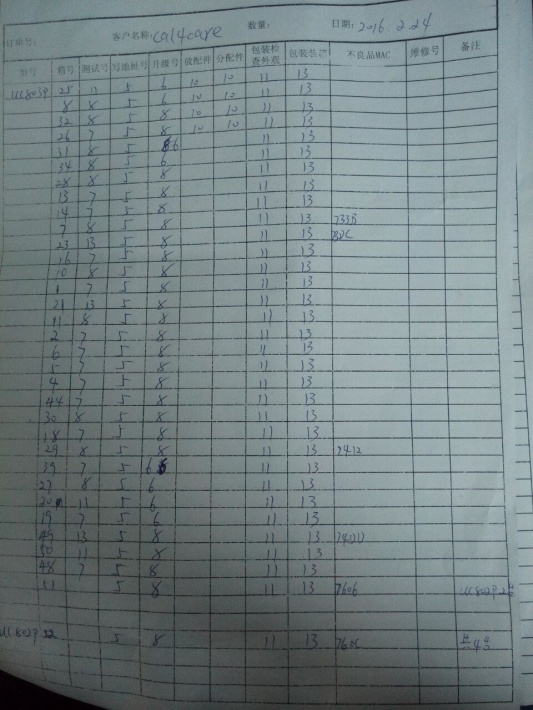 订单号: 客户名称: Cal4care 数量: 日期: 2016 2.24
型号 箱号 测试号 写地址号 升级号 放配件 分配件 包装检查外观 包装装箱 不良品MAC 维修号 备注
UC8039 25 11 5 6 10 10 11 13
8 8 5 6 10 10 11 13
32 8 5 8 10 10 11 13
26 7 5 8 10 10 11 13
31 8 5 6 11 13
34 8 5 6 11 13
28 8 5 8 11 13
13 7 5 8 11 13
14 7 5 8 11 13
7 8 5 8 11 13 733B
23 13 5 8 11 13
16 7 5 8 11 13
10 8 5 8 11 13
1 7 5 8 11 13
21 13 5 8 11 13
11 8 5 8 11 13
2 7 5 8 11 13
6 7 5 8 11 13
5 7 5 8 11 13
4 7 5 8 11 13
44 7 5 8 11 13
30 8 5 8 11 13
18 7 5 8 11 13
29 8 5 8 11 13 7412
39 7 5 6 11 13
27 8 5 6 11 13
20 11 5 6 11 13
19 7 5 6 11 13
49 13 5 8 11 13
50 11 5 8 11 13
48 7 5 8 11 13
51 5 8 11 13 7606 UC8029
UC8029 5 8 11 13 共4台